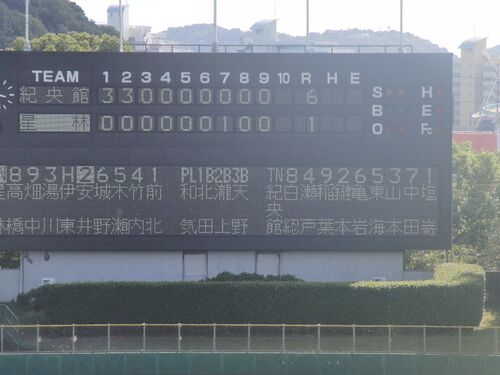 TEAM 1 2 3 4 5 6 7 8 9 10 R H E
紀央館 3 3 0 0 0 0 0 0 0 6 S H
星林 0 0 0 0 0 0 1 0 0 1 B E
O Fc
8 9 3 H 2 6 5 4 1 PL 1B 2B 3B TN 8 4 9 2 6 5 3 7 1
星高畑湯伊安城木竹前 和北瀧天 紀白瀬稲鍵亀東山中塩
央
林橋中川東井野瀬内北 気田上野 館総戸葉本岩海本田嵜